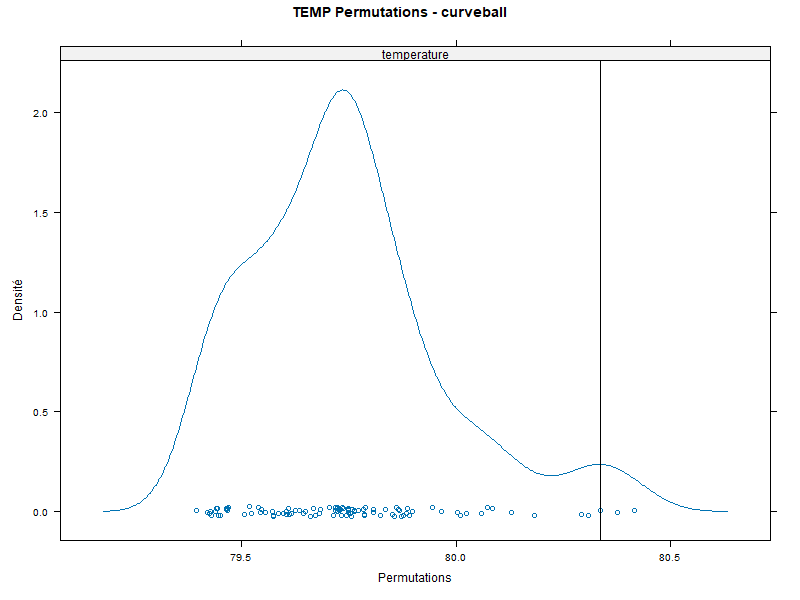 TEMP Permutations - curveball
temperature
2.0
1.5
1.0
0.5
0.0
Densité
79.5 80.0 80.5
Permutations